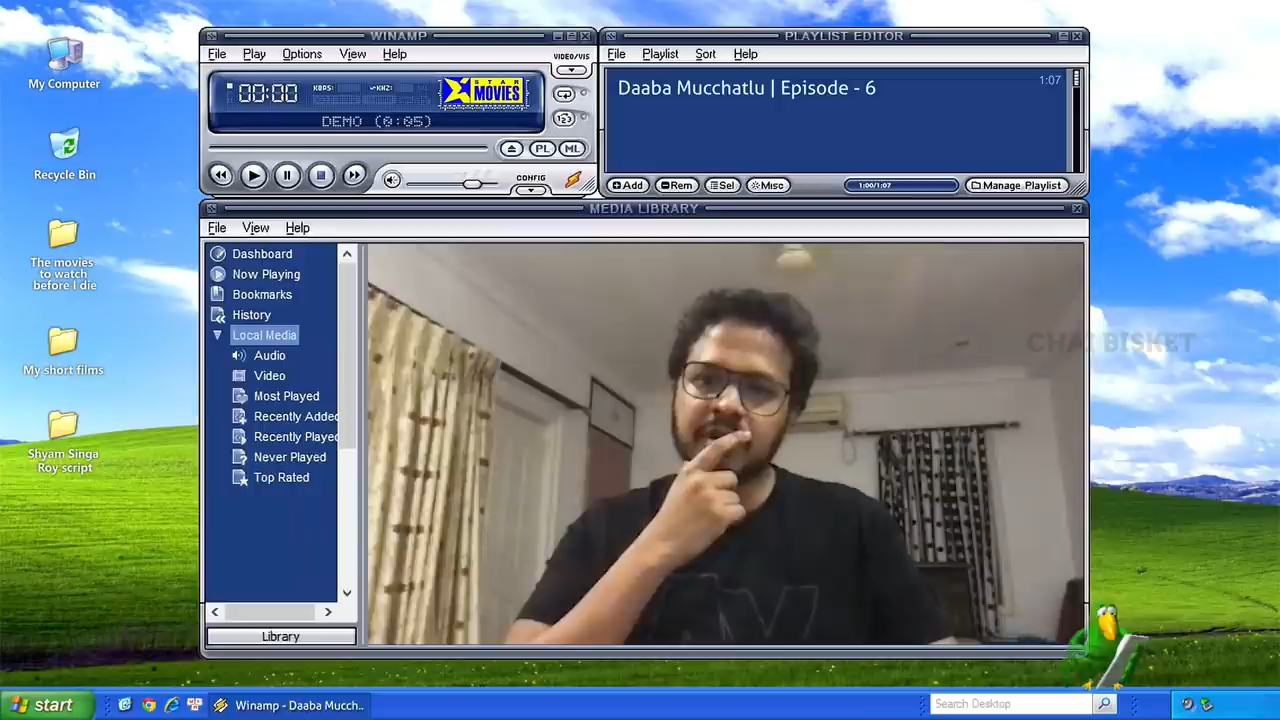 My Computer
Recycle Bin
The movies
to watch
before I die
My short films
Shyam Singa
Roy script
WINAMP
File Play Options View Help
VIDEO/VIS
00:00
KBPS:
KHZ:
STAR
MOVIES
DEMO (0:05)
PL
ML
CONFIG
PLAYLIST EDITOR
File Playlist Sort Help
Daaba Mucchatlu | Episode - 6
1:07
Add
Rem
Sel
Misc
1:00/1:07
Manage Playlist
MEDIA LIBRARY
File View Help
Dashboard
Now Playing
Bookmarks
History
Local Media
Audio
Video
Most Played
Recently Added
Recently Played
Never Played
Top Rated
Library
CHAI BISKET
start
Winamp - Daaba Mucch..
Search Desktop